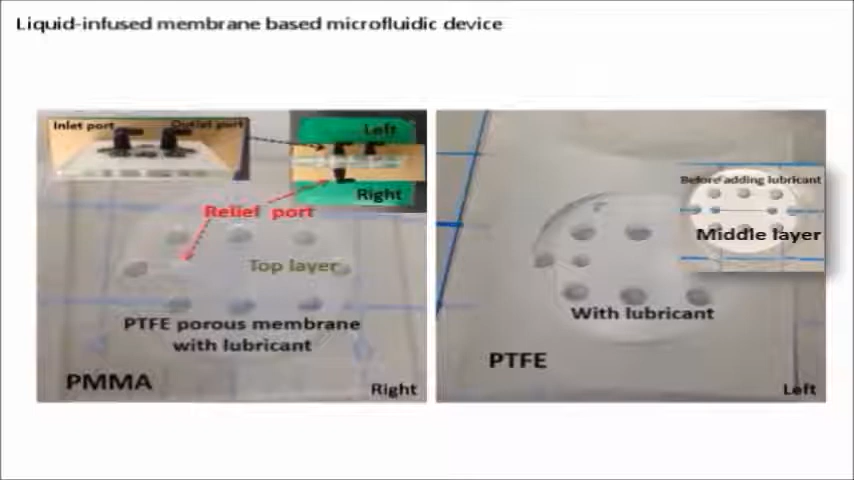 Liquid-infused membrane based microfluidic device
Inlet port
Outlet port
Left
Right
Relief port
Top layer
PTFE porous membrane
with lubricant
PMMA
Right
Before adding lubricant
Middle layer
With lubricant
PTFE
Left